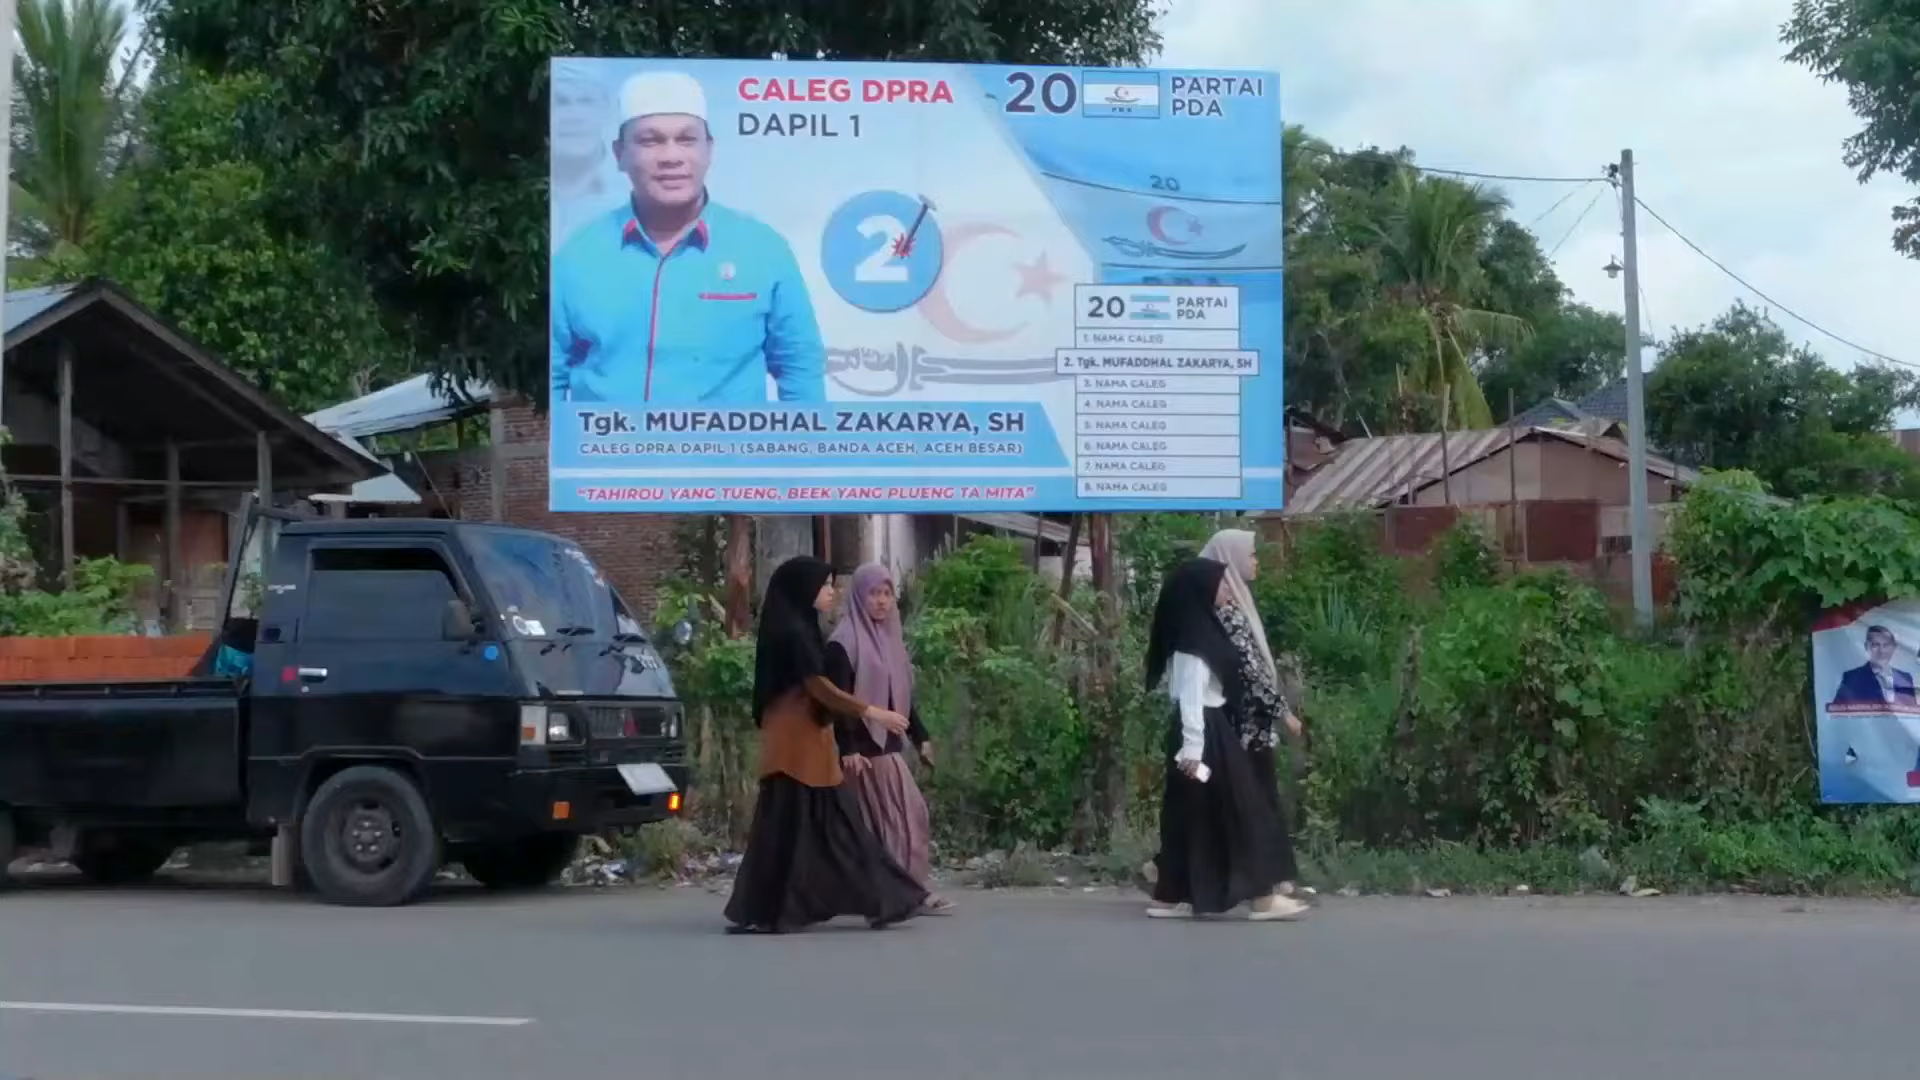 CALEG DPRA
DAPIL 1
20
PARTAI
PDA
PDA
2
20
20
PARTAI
PDA
1. NAMA CALEG
2. Tgk. MUFADDHAL ZAKARYA, SH
3. NAMA CALEG
4. NAMA CALEG
5. NAMA CALEG
6. NAMA CALEG
7. NAMA CALEG
8. NAMA CALEG
Tgk. MUFADDHAL ZAKARYA, SH
CALEG DPRA DAPIL 1 (SABANG, BANDA ACEH, ACEH BESAR)
"TAHIROU YANG TUENG, BEEK YANG PLUENG TA MITA"